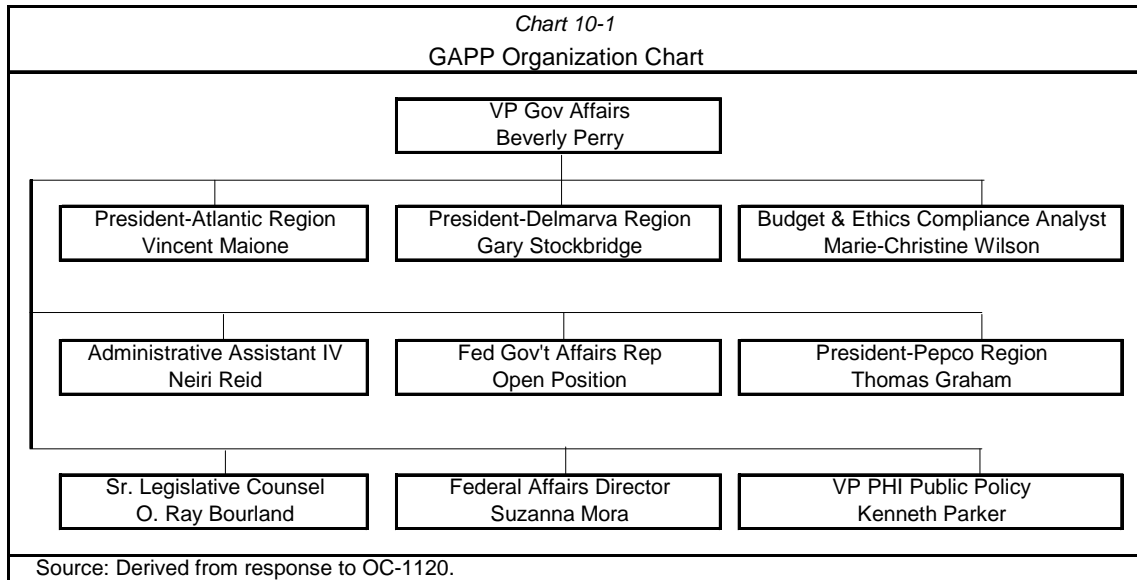 Chart 10-1
GAPP Organization Chart
VP Gov Affairs
Beverly Perry
President-Atlantic Region
Vincent Maione
President-Delmarva Region
Gary Stockbridge
Budget & Ethics Compliance Analyst
Marie-Christine Wilson
Administrative Assistant IV
Neiri Reid
Fed Gov't Affairs Rep
Open Position
President-Pepco Region
Thomas Graham
Sr. Legislative Counsel
O. Ray Bourland
Federal Affairs Director
Suzanna Mora
VP PHI Public Policy
Kenneth Parker
Source: Derived from response to OC-1120.